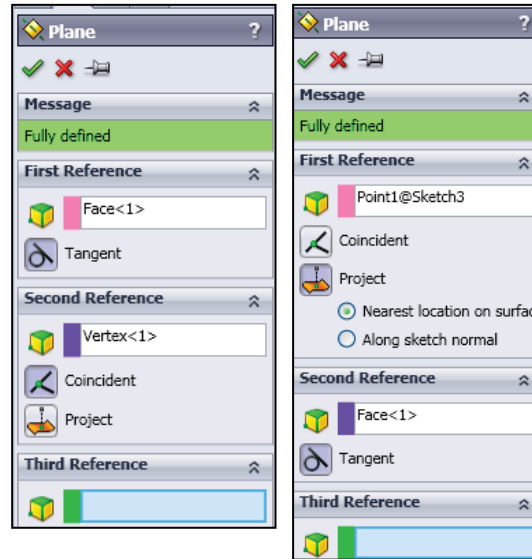 Plane ?
Message
Fully defined
First Reference
Face<1>
Tangent
Second Reference
Vertex<1>
Coincident
Project
Third Reference
Plane ?
Message
Fully defined
First Reference
Point1@Sketch3
Coincident
Project
Nearest location on surfac
Along sketch normal
Second Reference
Face<1>
Tangent
Third Reference